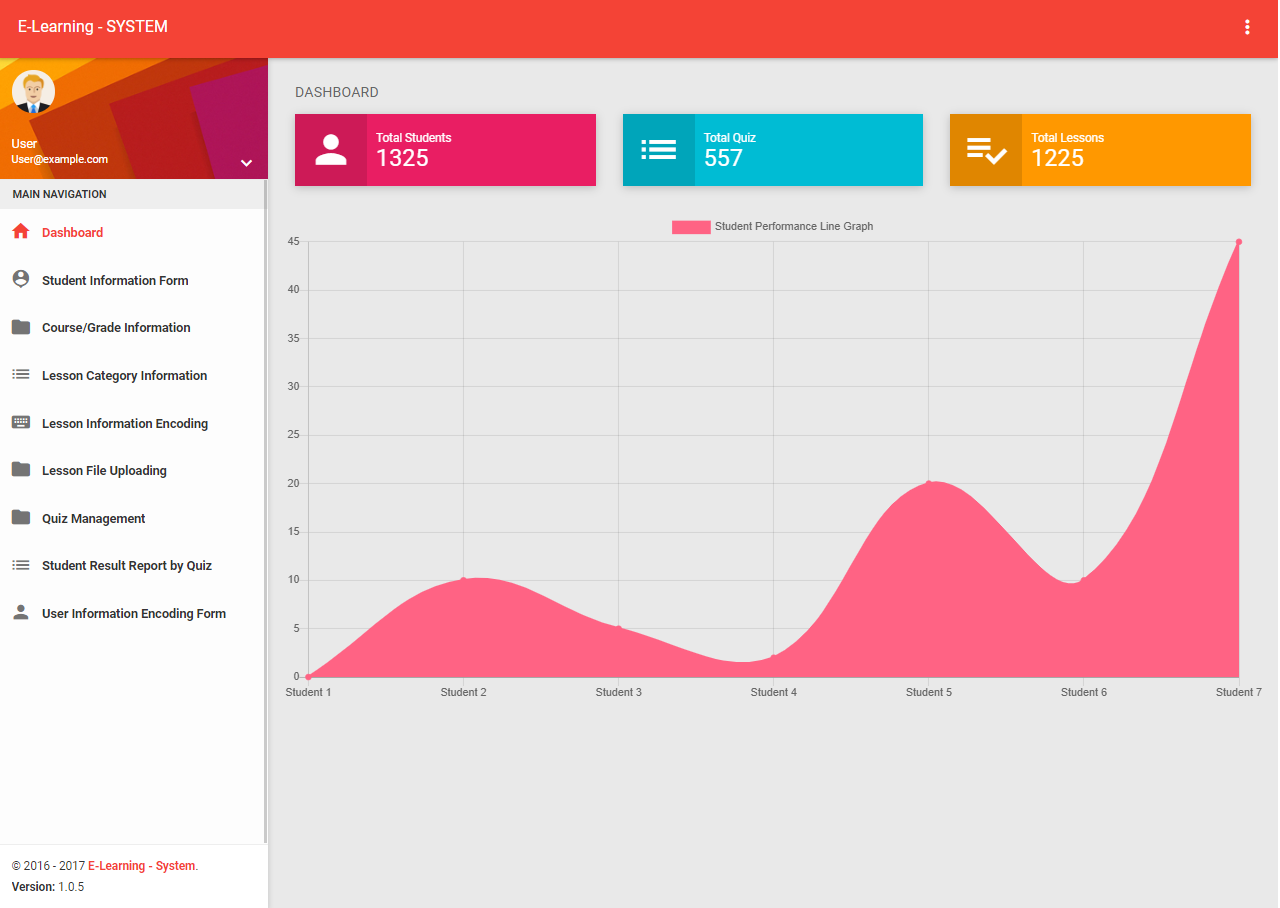 E-Learning - SYSTEM
User
User@example.com
MAIN NAVIGATION
Dashboard
Student Information Form
Course/Grade Information
Lesson Category Information
Lesson Information Encoding
Lesson File Uploading
Quiz Management
Student Result Report by Quiz
User Information Encoding Form
© 2016 - 2017 E-Learning - System.
Version: 1.0.5
DASHBOARD
Total Students
1325
Total Quiz
557
Total Lessons
1225
Student Performance Line Graph
45
40
35
30
25
20
15
10
5
0
Student 1 Student 2 Student 3 Student 4 Student 5 Student 6 Student 7